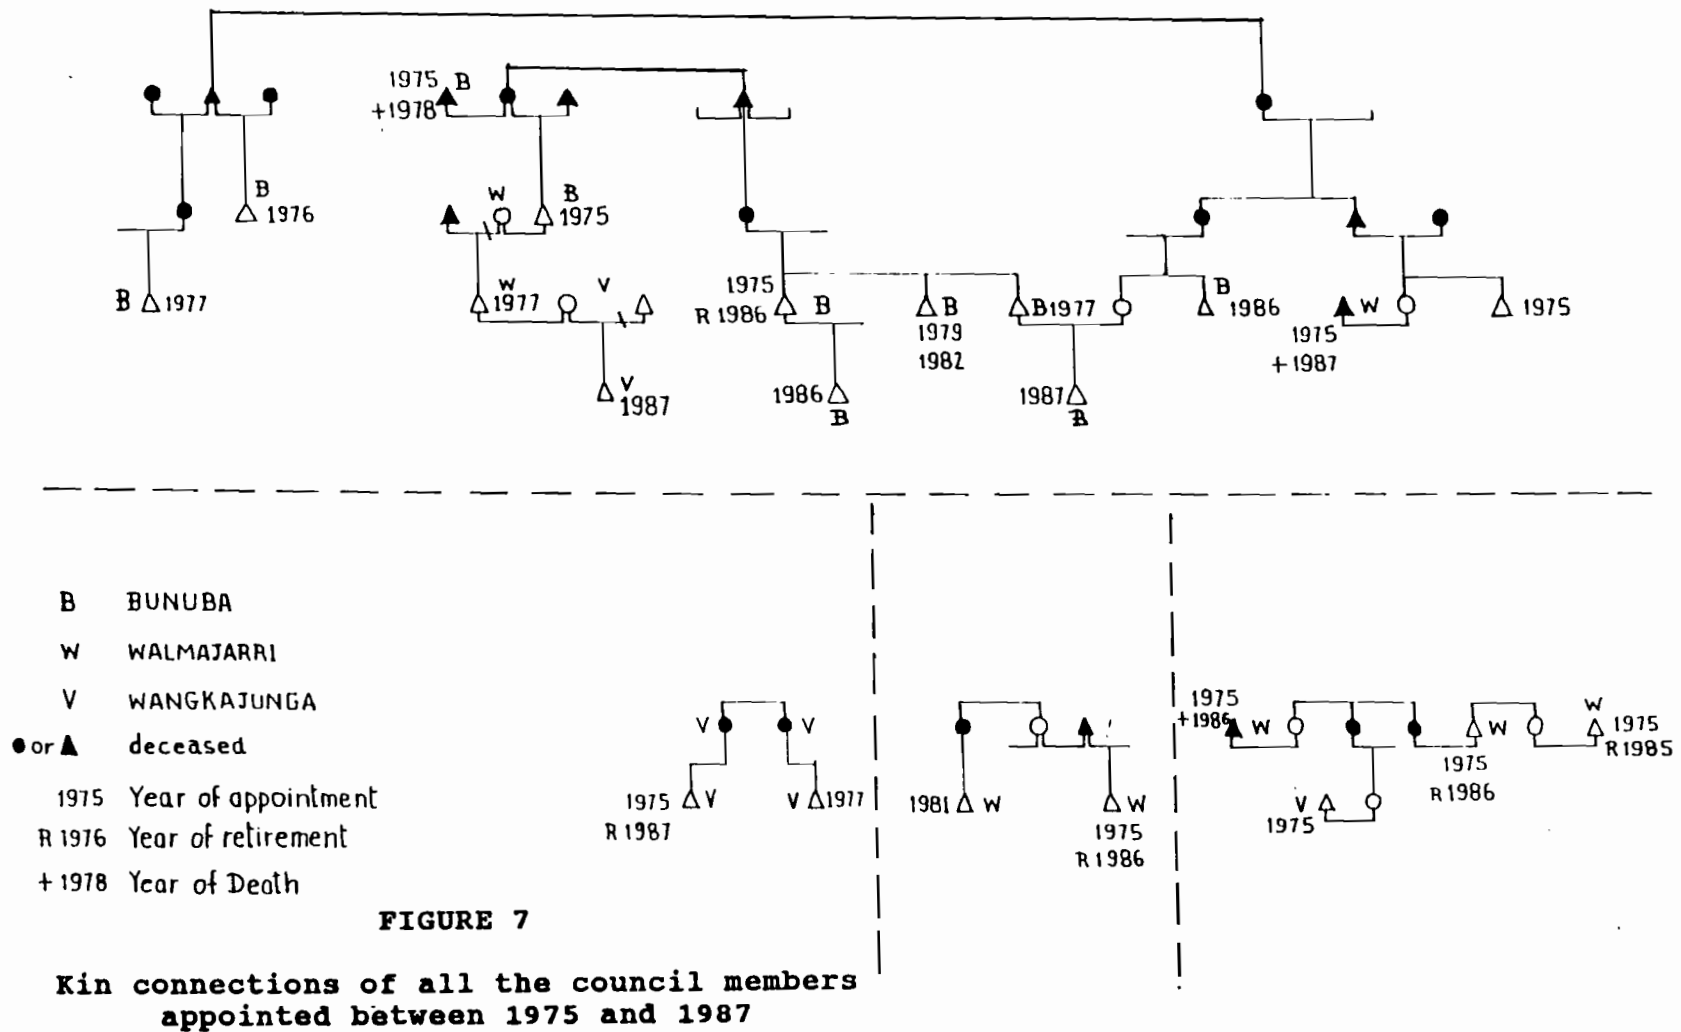 1975 B
+1978
B
1976
W
B
1975
B 1977
W
1977
V
V
1987
1975
R 1986 B
B
1979
1982
B 1977
B
1986
W
1975
+1987
1975
1986
B
1987
B
B BUNUBA
W WALMAJARRI
V WANGKAJUNGA
or deceased
1975 Year of appointment
R 1976 Year of retirement
+ 1978 Year of Death
V V
1975 V
R 1987
V 1977
1981 W
W
1975
R 1986
1975
+1986 W
W
1975
R 1986
W
1975
R 1985
V
1975
FIGURE 7
Kin connections of all the council members
appointed between 1975 and 1987